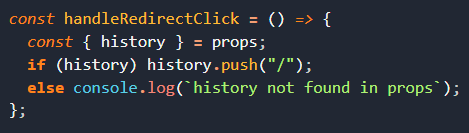 const handleRedirectClick = () => {
  const { history } = props;
  if (history) history.push("/");
  else console.log(`history not found in props`);
};